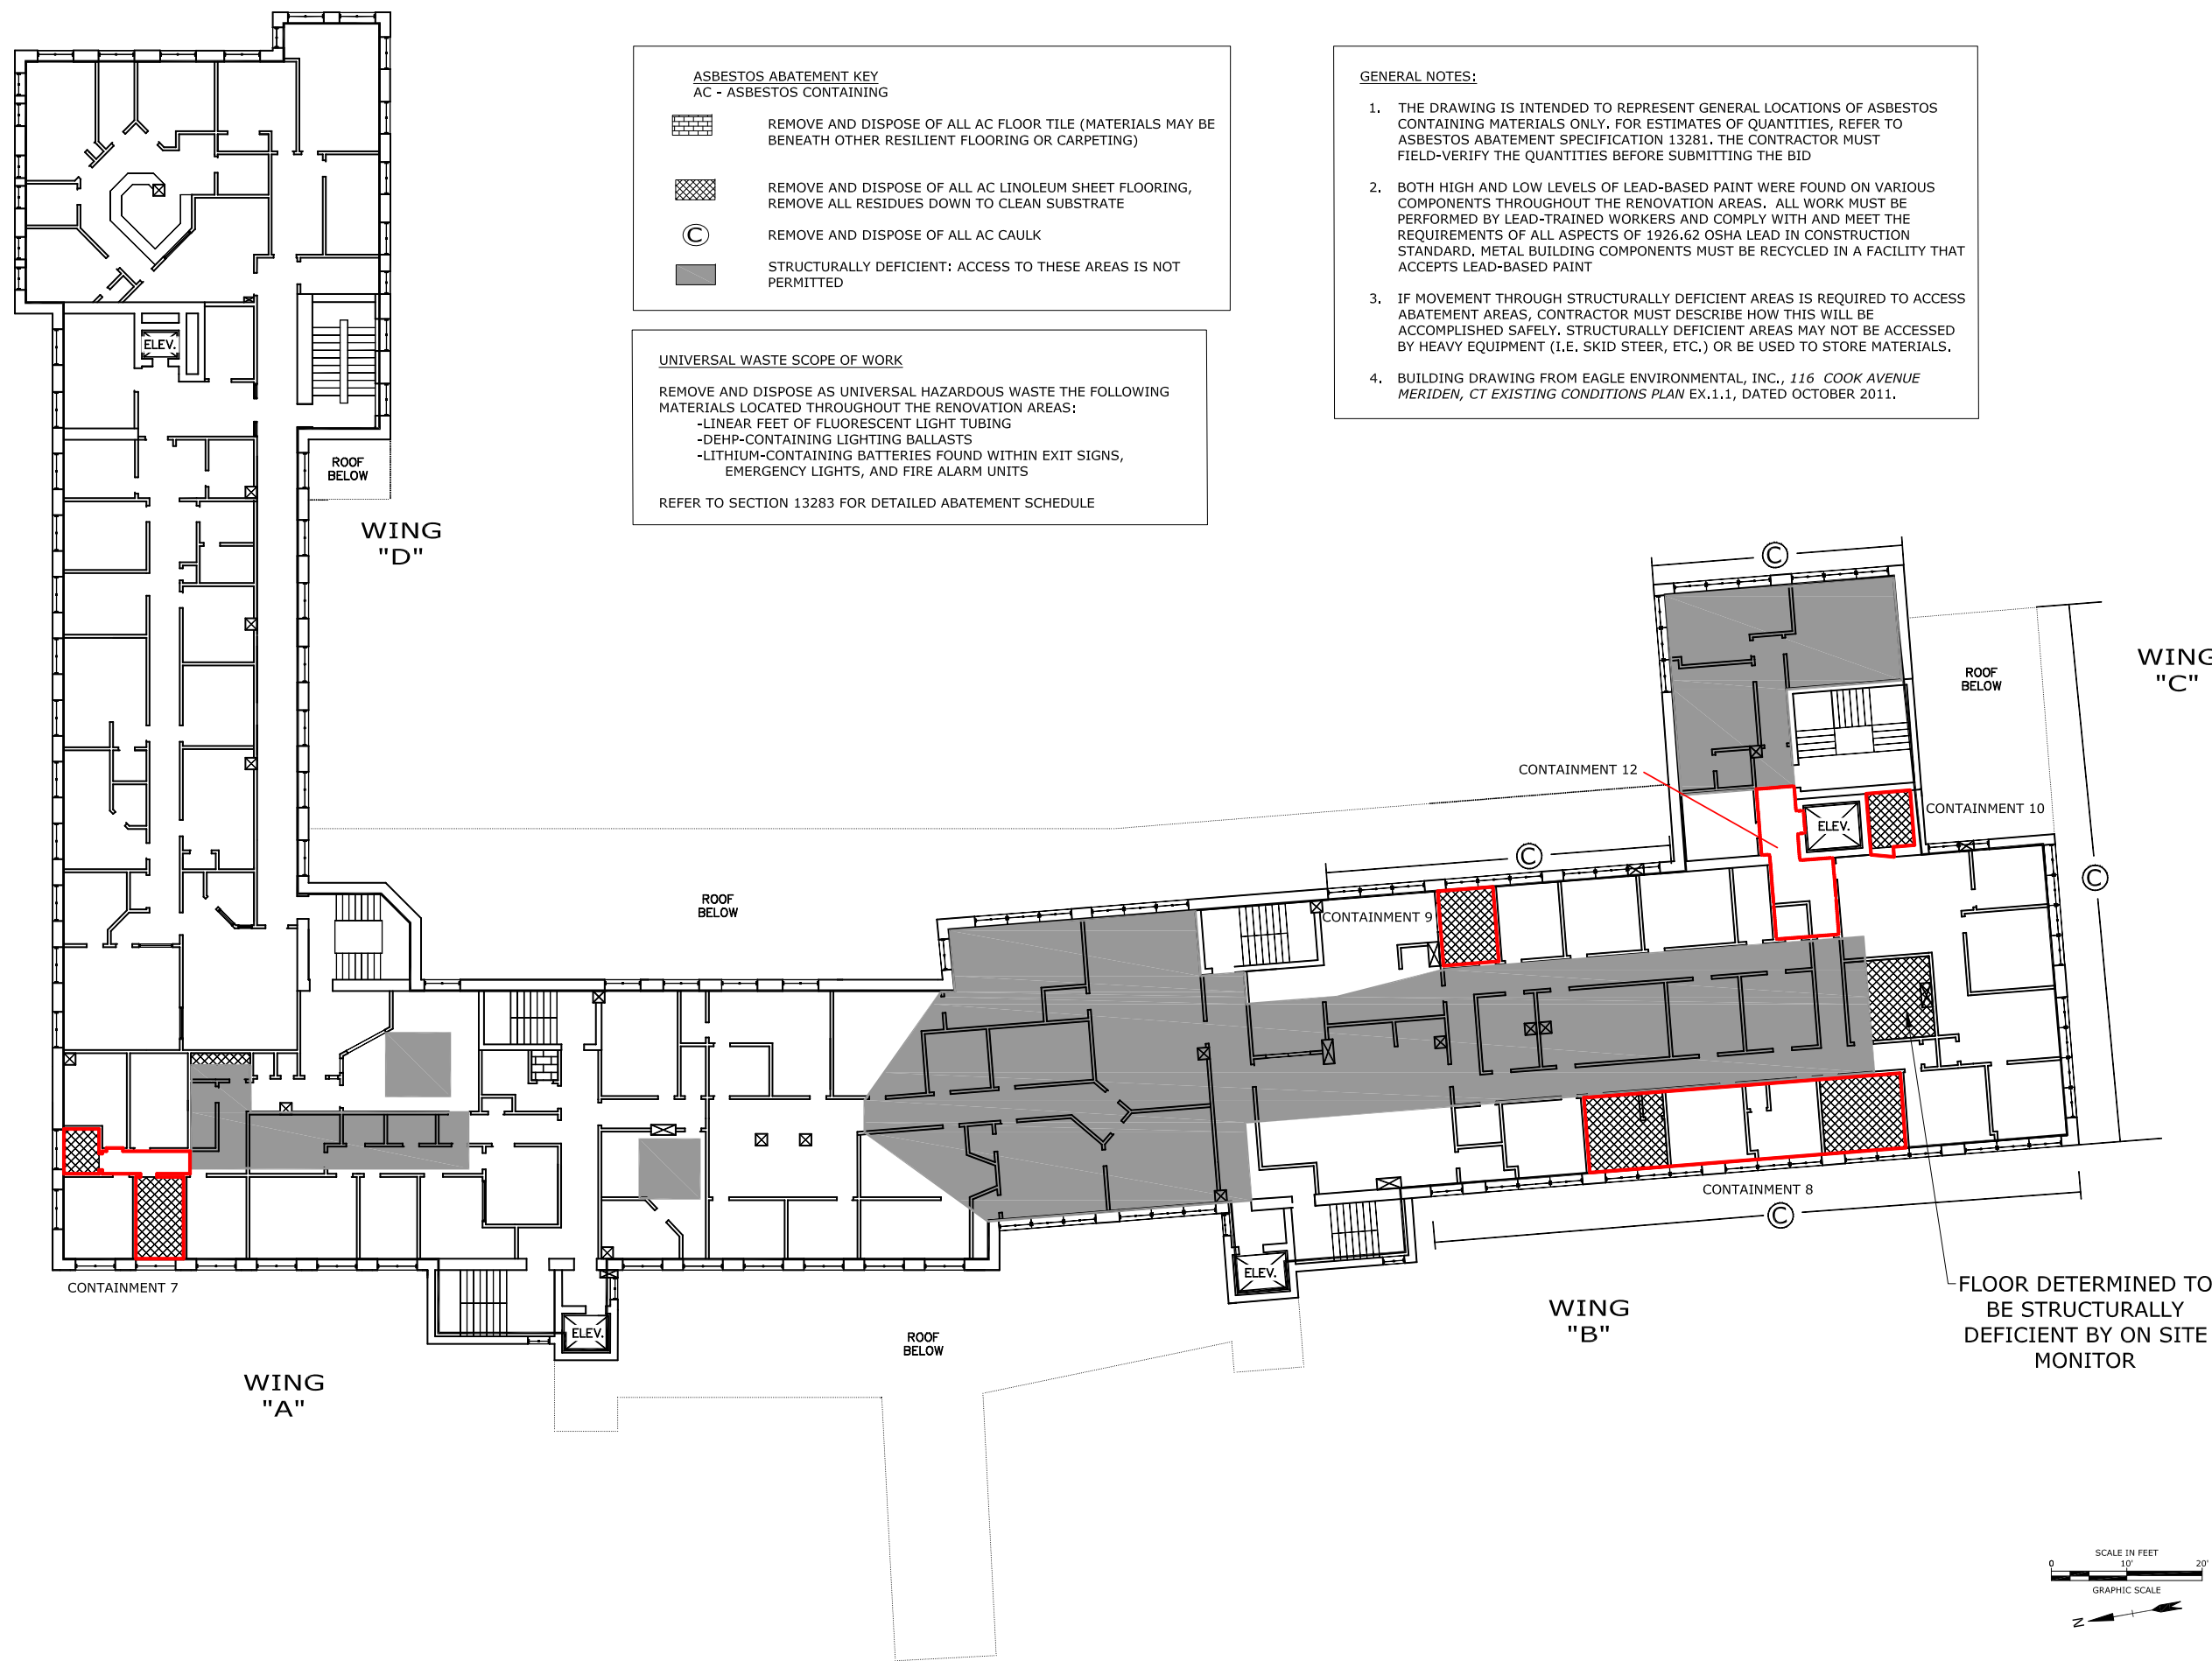 ASBESTOS ABATEMENT KEY
AC - ASBESTOS CONTAINING
REMOVE AND DISPOSE OF ALL AC FLOOR TILE (MATERIALS MAY BE
BENEATH OTHER RESILIENT FLOORING OR CARPETING)
REMOVE AND DISPOSE OF ALL AC LINOLEUM SHEET FLOORING,
REMOVE ALL RESIDUES DOWN TO CLEAN SUBSTRATE
C
REMOVE AND DISPOSE OF ALL AC CAULK
STRUCTURALLY DEFICIENT: ACCESS TO THESE AREAS IS NOT
PERMITTED
UNIVERSAL WASTE SCOPE OF WORK
REMOVE AND DISPOSE AS UNIVERSAL HAZARDOUS WASTE THE FOLLOWING
MATERIALS LOCATED THROUGHOUT THE RENOVATION AREAS:
-LINEAR FEET OF FLUORESCENT LIGHT TUBING
-DEHP-CONTAINING LIGHTING BALLASTS
-LITHIUM-CONTAINING BATTERIES FOUND WITHIN EXIT SIGNS,
EMERGENCY LIGHTS, AND FIRE ALARM UNITS
REFER TO SECTION 13283 FOR DETAILED ABATEMENT SCHEDULE
GENERAL NOTES:
1. THE DRAWING IS INTENDED TO REPRESENT GENERAL LOCATIONS OF ASBESTOS
CONTAINING MATERIALS ONLY. FOR ESTIMATES OF QUANTITIES, REFER TO
ASBESTOS ABATEMENT SPECIFICATION 13281. THE CONTRACTOR MUST
FIELD-VERIFY THE QUANTITIES BEFORE SUBMITTING THE BID
2. BOTH HIGH AND LOW LEVELS OF LEAD-BASED PAINT WERE FOUND ON VARIOUS
COMPONENTS THROUGHOUT THE RENOVATION AREAS. ALL WORK MUST BE
PERFORMED BY LEAD-TRAINED WORKERS AND COMPLY WITH AND MEET THE
REQUIREMENTS OF ALL ASPECTS OF 1926.62 OSHA LEAD IN CONSTRUCTION
STANDARD. METAL BUILDING COMPONENTS MUST BE RECYCLED IN A FACILITY THAT
ACCEPTS LEAD-BASED PAINT
3. IF MOVEMENT THROUGH STRUCTURALLY DEFICIENT AREAS IS REQUIRED TO ACCESS
ABATEMENT AREAS, CONTRACTOR MUST DESCRIBE HOW THIS WILL BE
ACCOMPLISHED SAFELY. STRUCTURALLY DEFICIENT AREAS MAY NOT BE ACCESSED
BY HEAVY EQUIPMENT (I.E. SKID STEER, ETC.) OR BE USED TO STORE MATERIALS.
4. BUILDING DRAWING FROM EAGLE ENVIRONMENTAL, INC., 116 COOK AVENUE
MERIDEN, CT EXISTING CONDITIONS PLAN EX.1.1, DATED OCTOBER 2011.
ELEV.
ROOF
BELOW
WING
"D"
C
ROOF
BELOW
WING
"C"
CONTAINMENT 12
CONTAINMENT 10
ELEV.
C
C
ROOF
BELOW
CONTAINMENT 9
CONTAINMENT 8
C
CONTAINMENT 7
ELEV.
ELEV.
ROOF
BELOW
WING
"B"
FLOOR DETERMINED TO
BE STRUCTURALLY
DEFICIENT BY ON SITE
MONITOR
WING
"A"
SCALE IN FEET
0 10' 20'
GRAPHIC SCALE
N